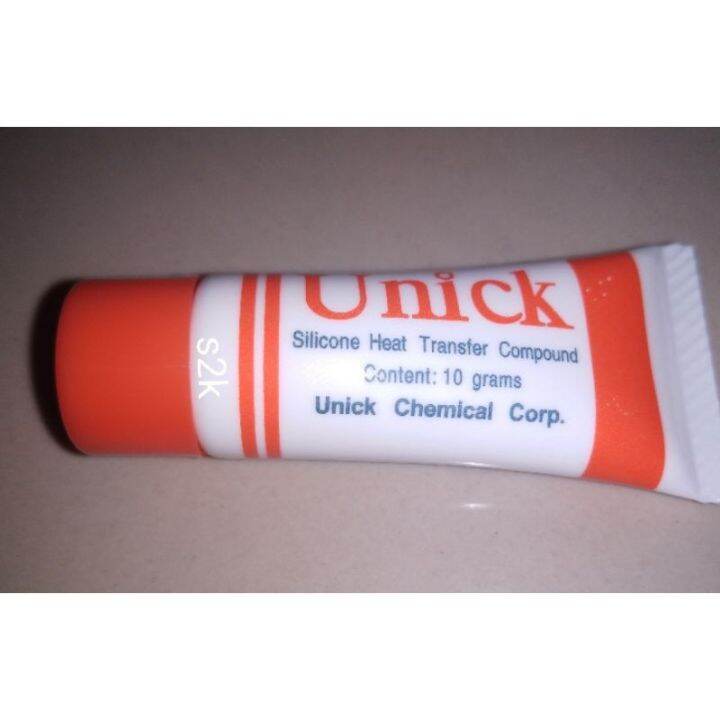 Unick
Silicone Heat Transfer Compound
Content: 10 grams
Unick Chemical Corp.
s2k